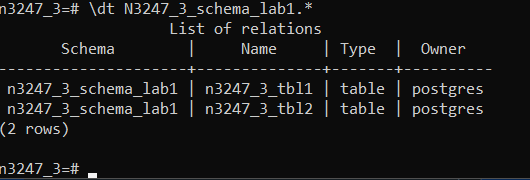 n3247_3=# \dt N3247_3_schema_lab1.*
List of relations
Schema | Name | Type | Owner
---------------------+--------------+-------+----------
n3247_3_schema_lab1 | n3247_3_tbl1 | table | postgres
n3247_3_schema_lab1 | n3247_3_tbl2 | table | postgres
(2 rows)
n3247_3=#